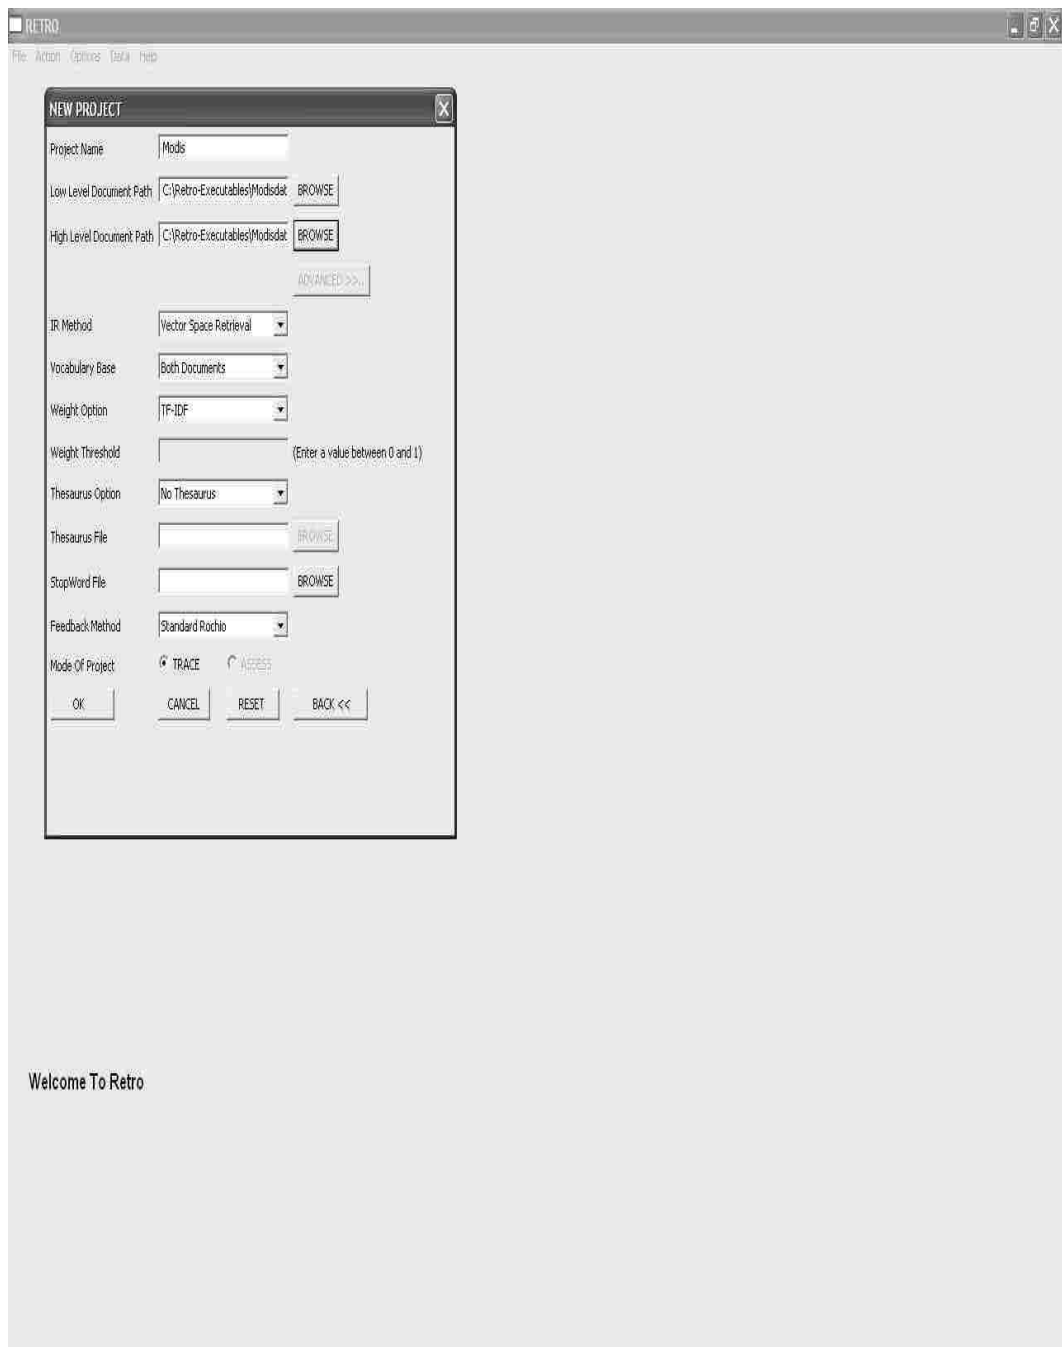 RETRO
File Action Options Data Help
NEW PROJECT
Project Name Modis
Low Level Document Path C:\Retro-Executables\Modisdat BROWSE
High Level Document Path C:\Retro-Executables\Modisdat BROWSE
ADVANCED >>..
IR Method Vector Space Retrieval
Vocabulary Base Both Documents
Weight Option TF-IDF
Weight Threshold (Enter a value between 0 and 1)
Thesaurus Option No Thesaurus
Thesaurus File BROWSE
StopWord File BROWSE
Feedback Method Standard Rochio
Mode Of Project TRACE ASSESS
OK CANCEL RESET BACK <<
Welcome To Retro